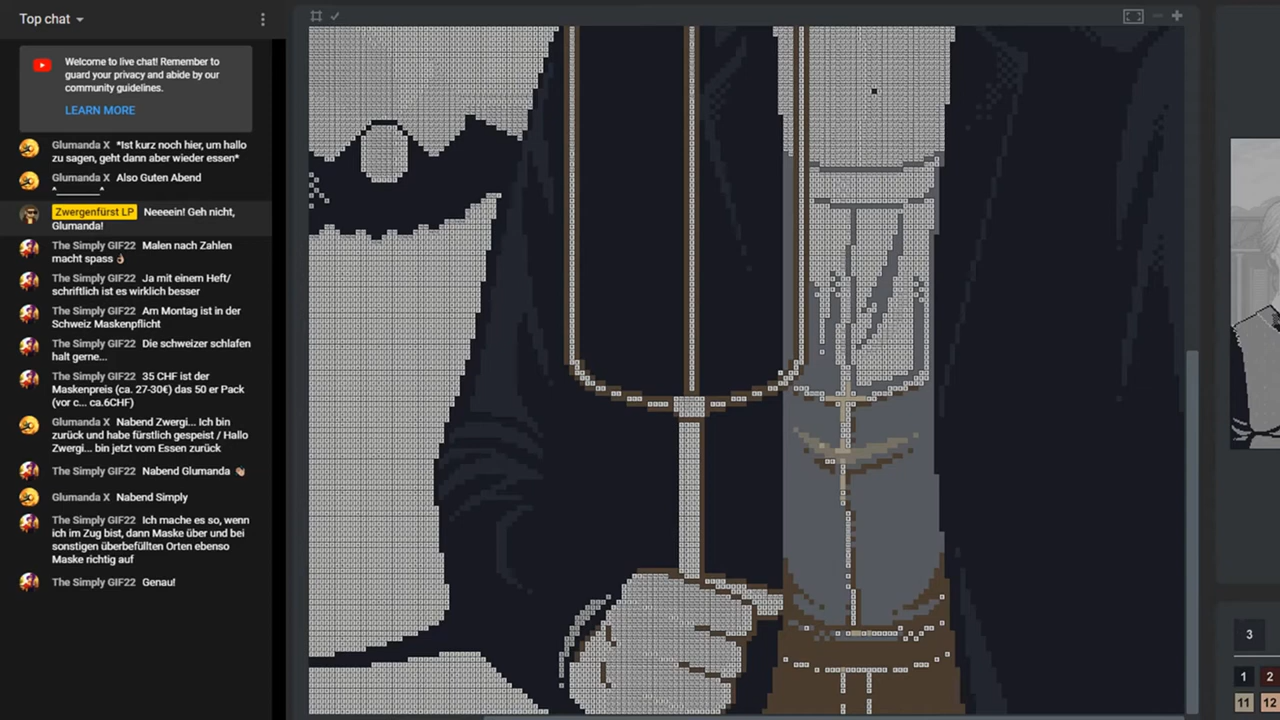 Top chat
Welcome to live chat! Remember to
guard your privacy and abide by our
community guidelines.
LEARN MORE
Glumanda X *Ist kurz noch hier, um hallo
zu sagen, geht dann aber wieder essen*
Glumanda X Also Guten Abend
^_________^
Zwergenfürst LP Neeeein! Geh nicht,
Glumanda!
The Simply GIF22 Malen nach Zahlen
macht spass 👌🏼
The Simply GIF22 Ja mit einem Heft/
schriftlich ist es wirklich besser
The Simply GIF22 Am Montag ist in der
Schweiz Maskenpflicht
The Simply GIF22 Die schweizer schlafen
halt gerne...
The Simply GIF22 35 CHF ist der
Maskenpreis (ca. 27-30€) das 50 er Pack
(vor c... ca.6CHF)
Glumanda X Nabend Zwergi... Ich bin
zurück und habe fürstlich gespeist / Hallo
Zwergi... bin jetzt vom Essen zurück
The Simply GIF22 Nabend Glumanda 👋🏼
Glumanda X Nabend Simply
The Simply GIF22 Ich mache es so, wenn
ich im Zug bist, dann Maske über und bei
sonstigen überbefüllten Orten ebenso
Maske richtig auf
The Simply GIF22 Genau!
3
1 2
11 12